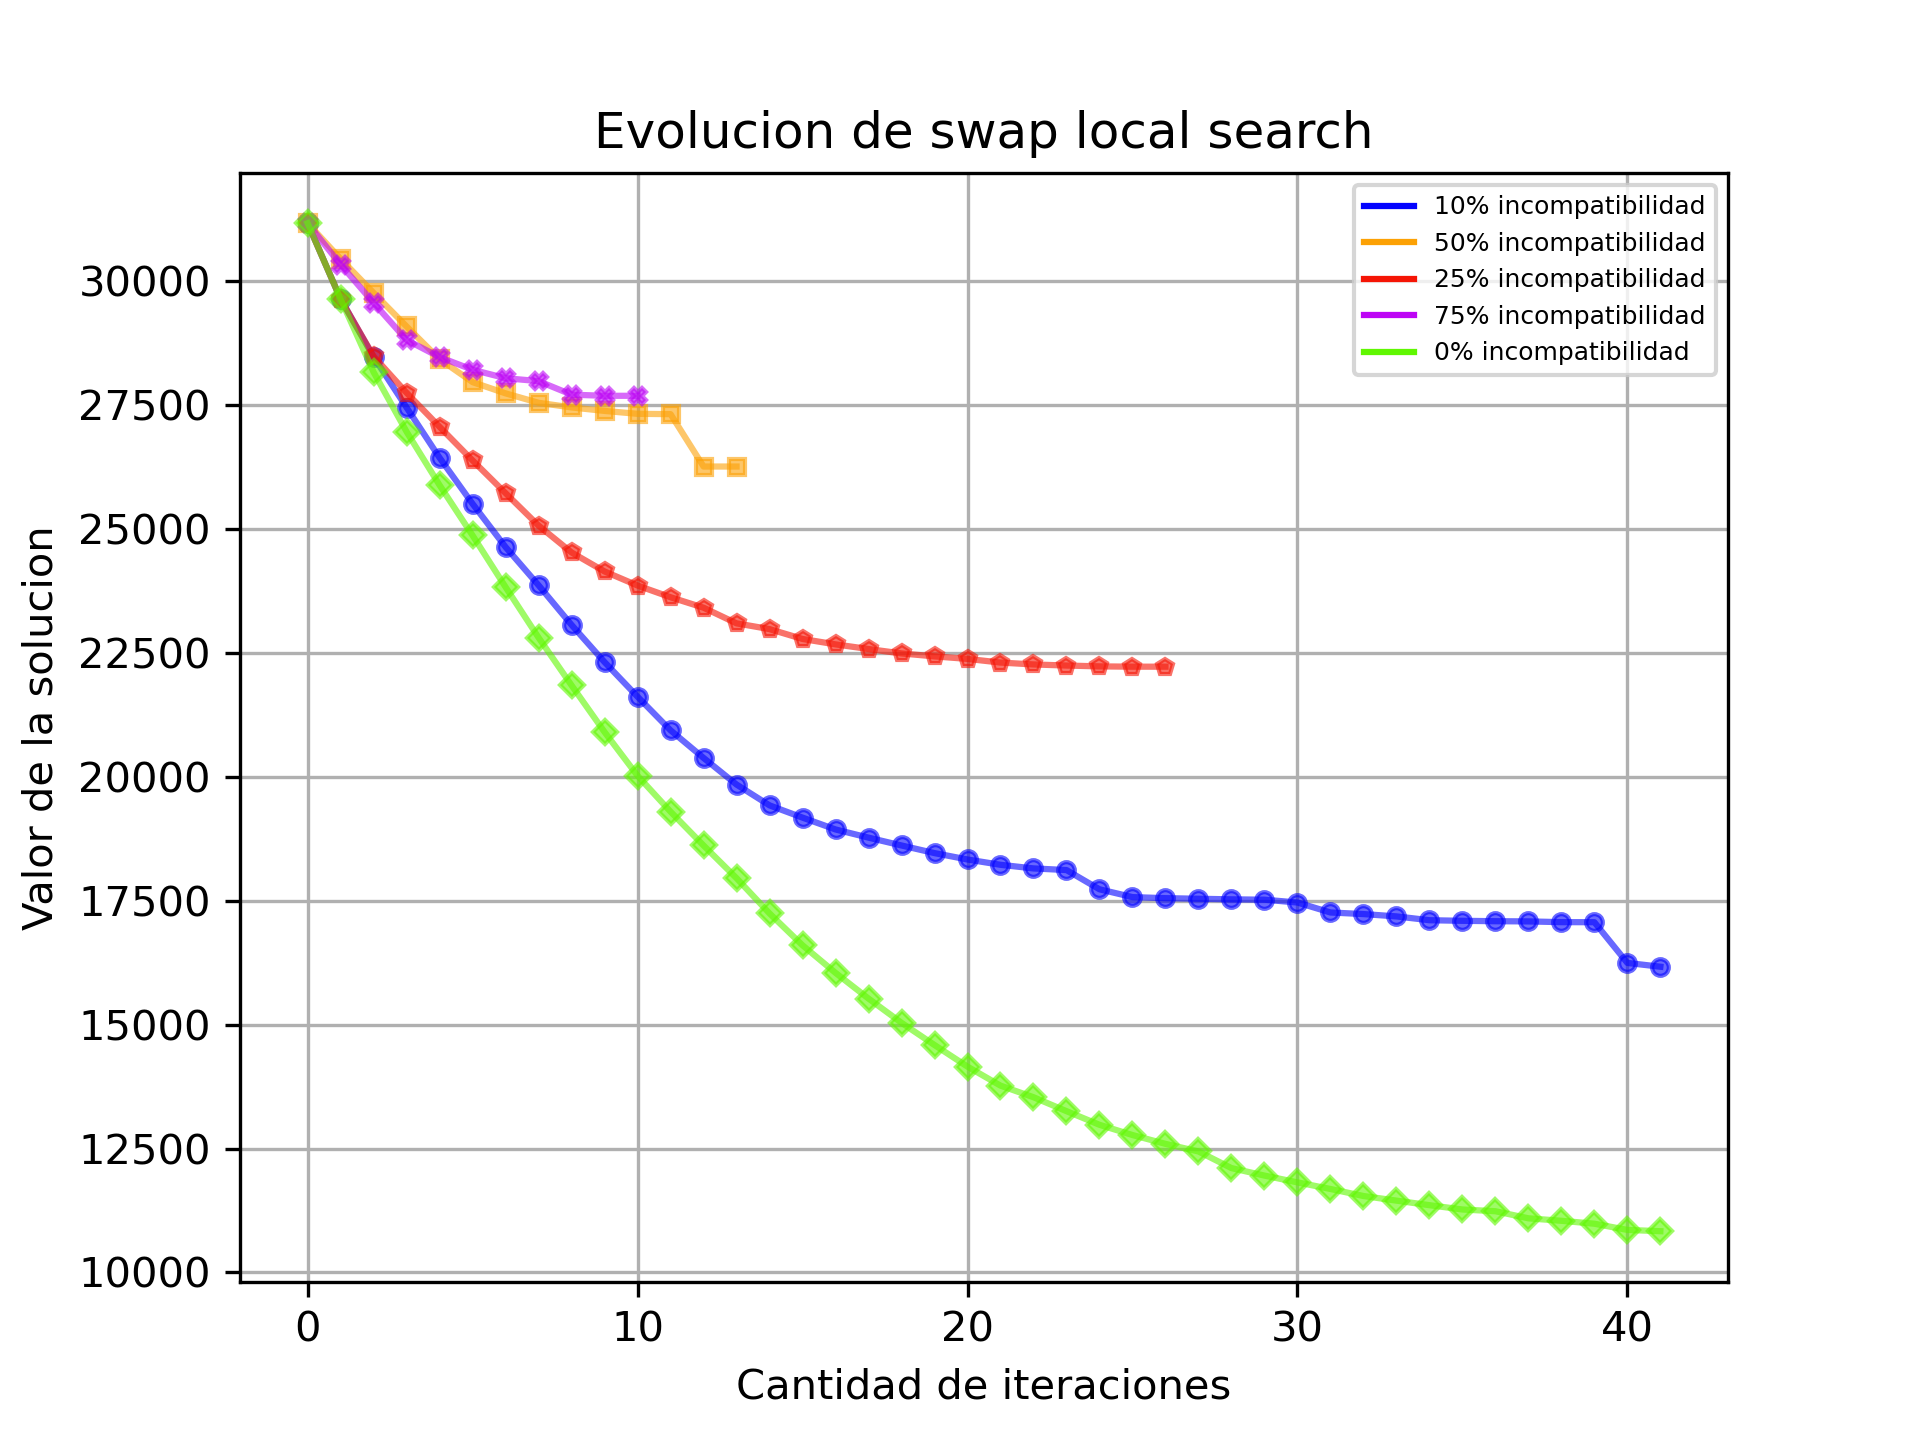 Evolucion de swap local search
10% incompatibilidad
50% incompatibilidad
25% incompatibilidad
75% incompatibilidad
0% incompatibilidad
Valor de la solucion
30000
27500
25000
22500
20000
17500
15000
12500
10000
0 10 20 30 40
Cantidad de iteraciones